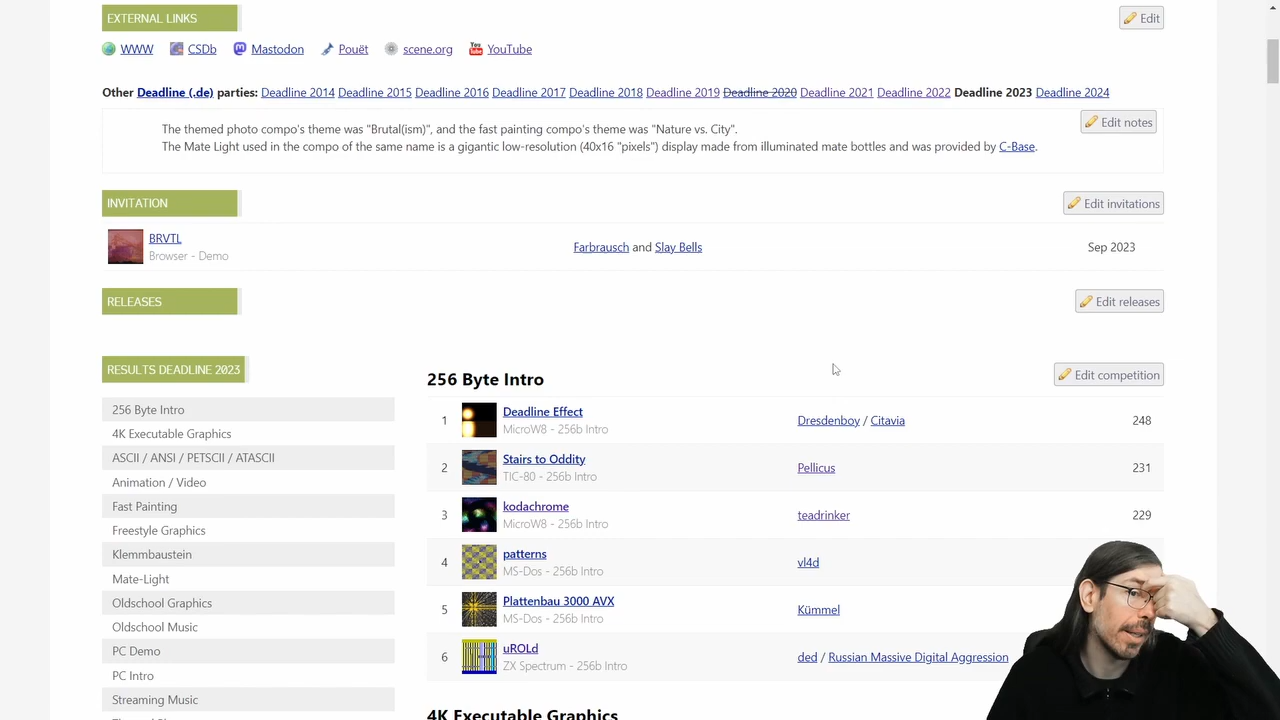 EXTERNAL LINKS
Edit
WWW CSDb Mastodon Pouët scene.org YouTube
Other Deadline (.de) parties: Deadline 2014 Deadline 2015 Deadline 2016 Deadline 2017 Deadline 2018 Deadline 2019 Deadline 2020 Deadline 2021 Deadline 2022 Deadline 2023 Deadline 2024
The themed photo compo's theme was "Brutal(ism)", and the fast painting compo's theme was "Nature vs. City".
Edit notes
The Mate Light used in the compo of the same name is a gigantic low-resolution (40x16 "pixels") display made from illuminated mate bottles and was provided by C-Base.
INVITATION
Edit invitations
BRVTL
Browser - Demo
Farbrausch and Slay Bells
Sep 2023
RELEASES
Edit releases
RESULTS DEADLINE 2023
256 Byte Intro
4K Executable Graphics
ASCII / ANSI / PETSCII / ATASCII
Animation / Video
Fast Painting
Freestyle Graphics
Klemmbaustein
Mate-Light
Oldschool Graphics
Oldschool Music
PC Demo
PC Intro
Streaming Music
256 Byte Intro
Edit competition
1 Deadline Effect Dresdenboy / Citavia 248
MicroW8 - 256b Intro
2 Stairs to Oddity Pellicus 231
TIC-80 - 256b Intro
3 kodachrome teadrinker 229
MicroW8 - 256b Intro
4 patterns vl4d
MS-Dos - 256b Intro
5 Plattenbau 3000 AVX Kümmel
MS-Dos - 256b Intro
6 uROLd ded / Russian Massive Digital Aggression
ZX Spectrum - 256b Intro
4K Executable Graphics